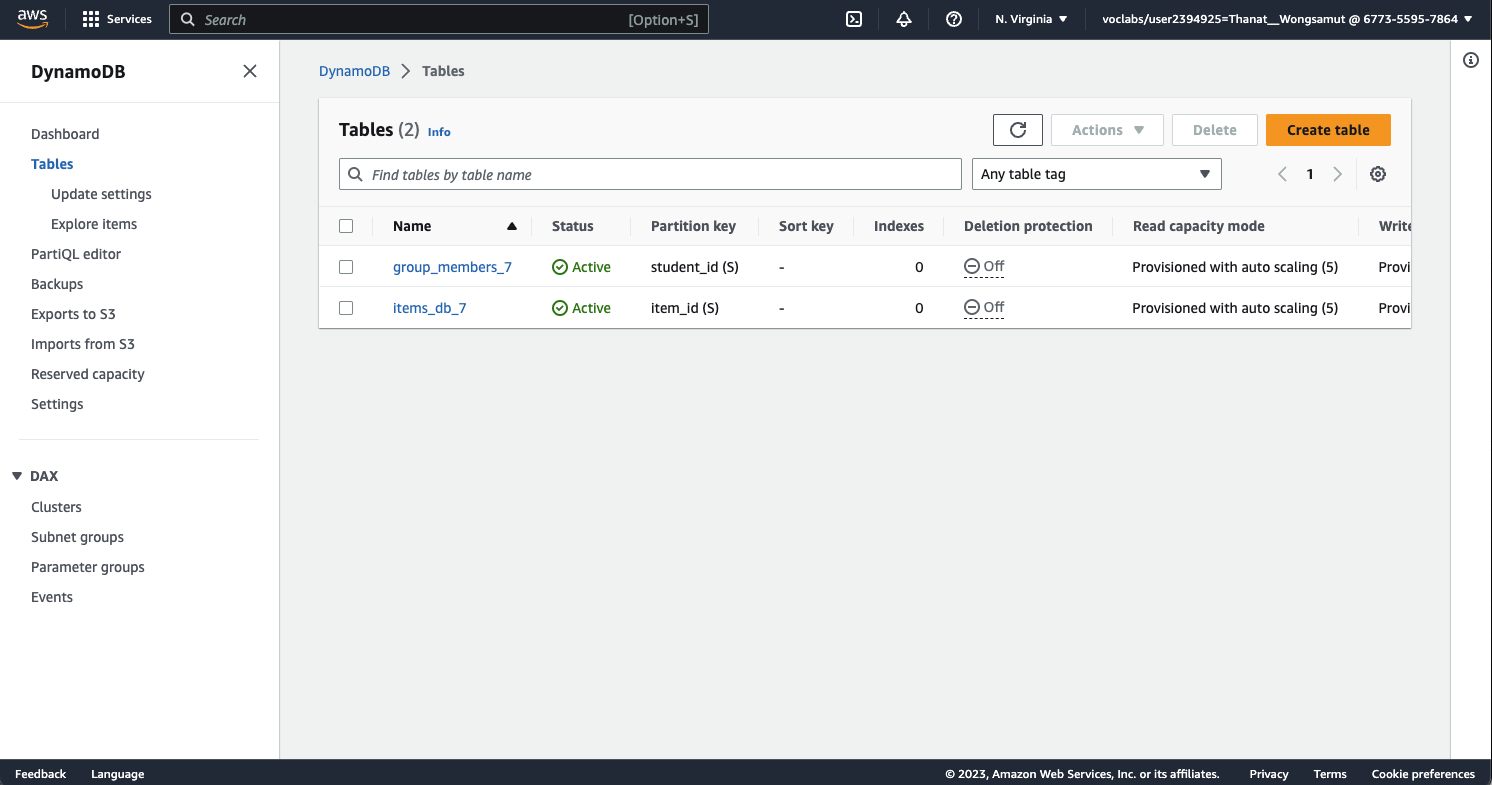 aws Services Search [Option+S] N. Virginia voclabs/user2394925=Thanat__Wongsamut @ 6773-5595-7864
DynamoDB
Dashboard
Tables
Update settings
Explore items
PartiQL editor
Backups
Exports to S3
Imports from S3
Reserved capacity
Settings
DAX
Clusters
Subnet groups
Parameter groups
Events
DynamoDB Tables
Tables (2) Info Actions Delete Create table
Find tables by table name Any table tag 1
Name Status Partition key Sort key Indexes Deletion protection Read capacity mode Write
group_members_7 Active student_id (S) - 0 Off Provisioned with auto scaling (5) Provi
items_db_7 Active item_id (S) - 0 Off Provisioned with auto scaling (5) Provi
Feedback Language © 2023, Amazon Web Services, Inc. or its affiliates. Privacy Terms Cookie preferences